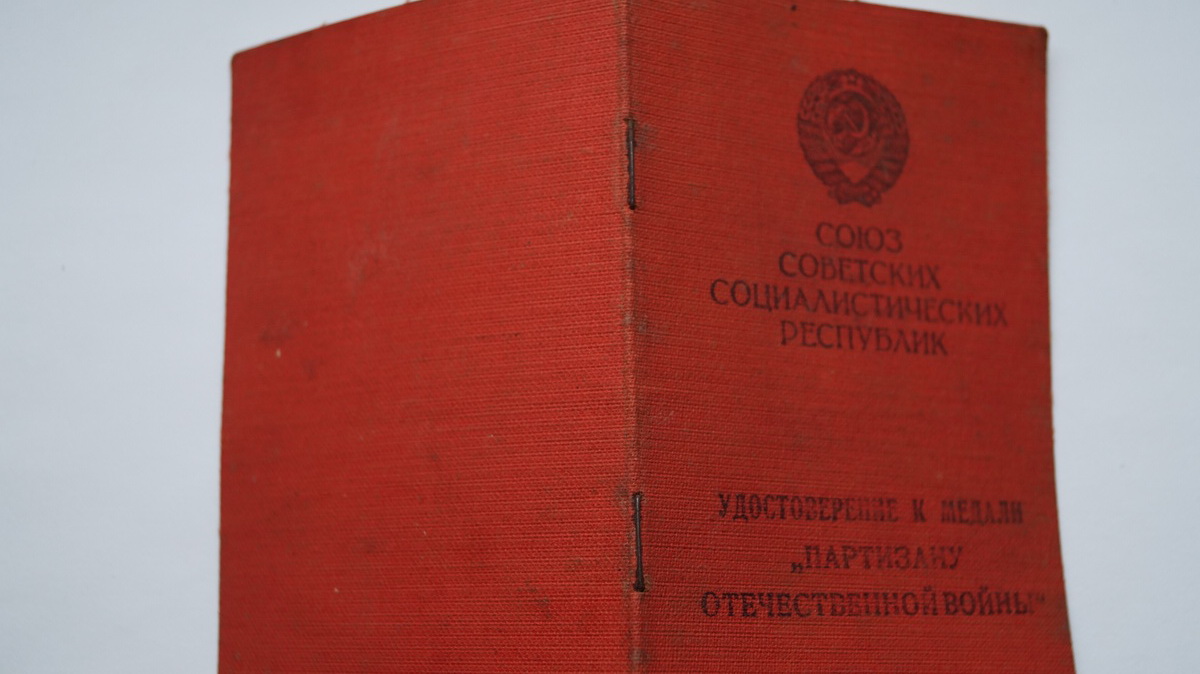 СОЮЗ
СОВЕТСКИХ
СОЦИАЛИСТИЧЕСКИХ
РЕСПУБЛИК
УДОСТОВЕРЕНИЕ К МЕДАЛИ
„ПАРТИЗАНУ
ОТЕЧЕСТВЕННОЙ ВОЙНЫ“